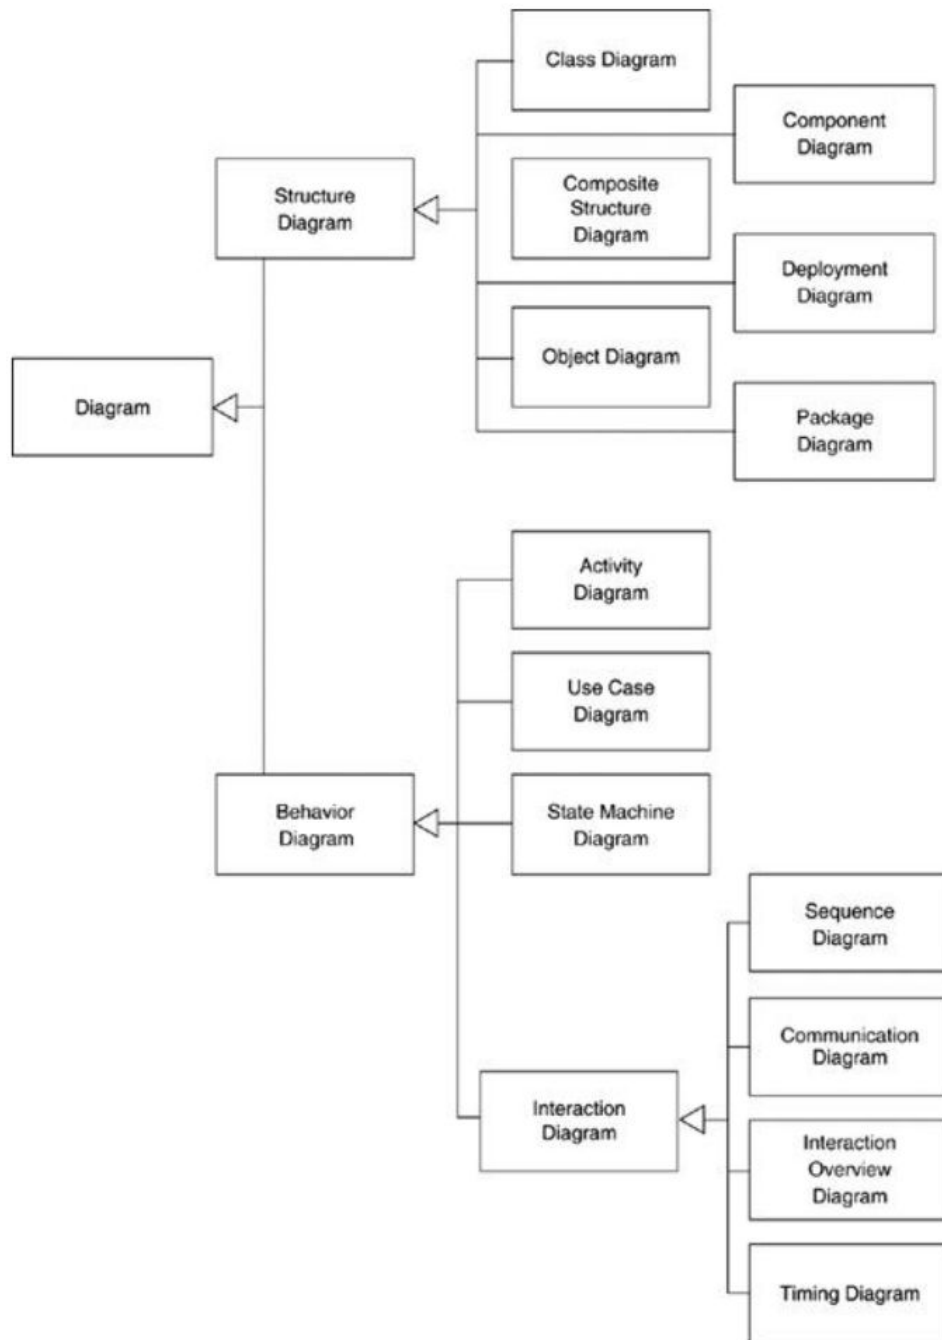 Class Diagram
Component
Diagram
Structure
Diagram
Composite
Structure
Diagram
Deployment
Diagram
Object Diagram
Diagram
Package
Diagram
Activity
Diagram
Use Case
Diagram
Behavior
Diagram
State Machine
Diagram
Sequence
Diagram
Communication
Diagram
Interaction
Diagram
Interaction
Overview
Diagram
Timing Diagram